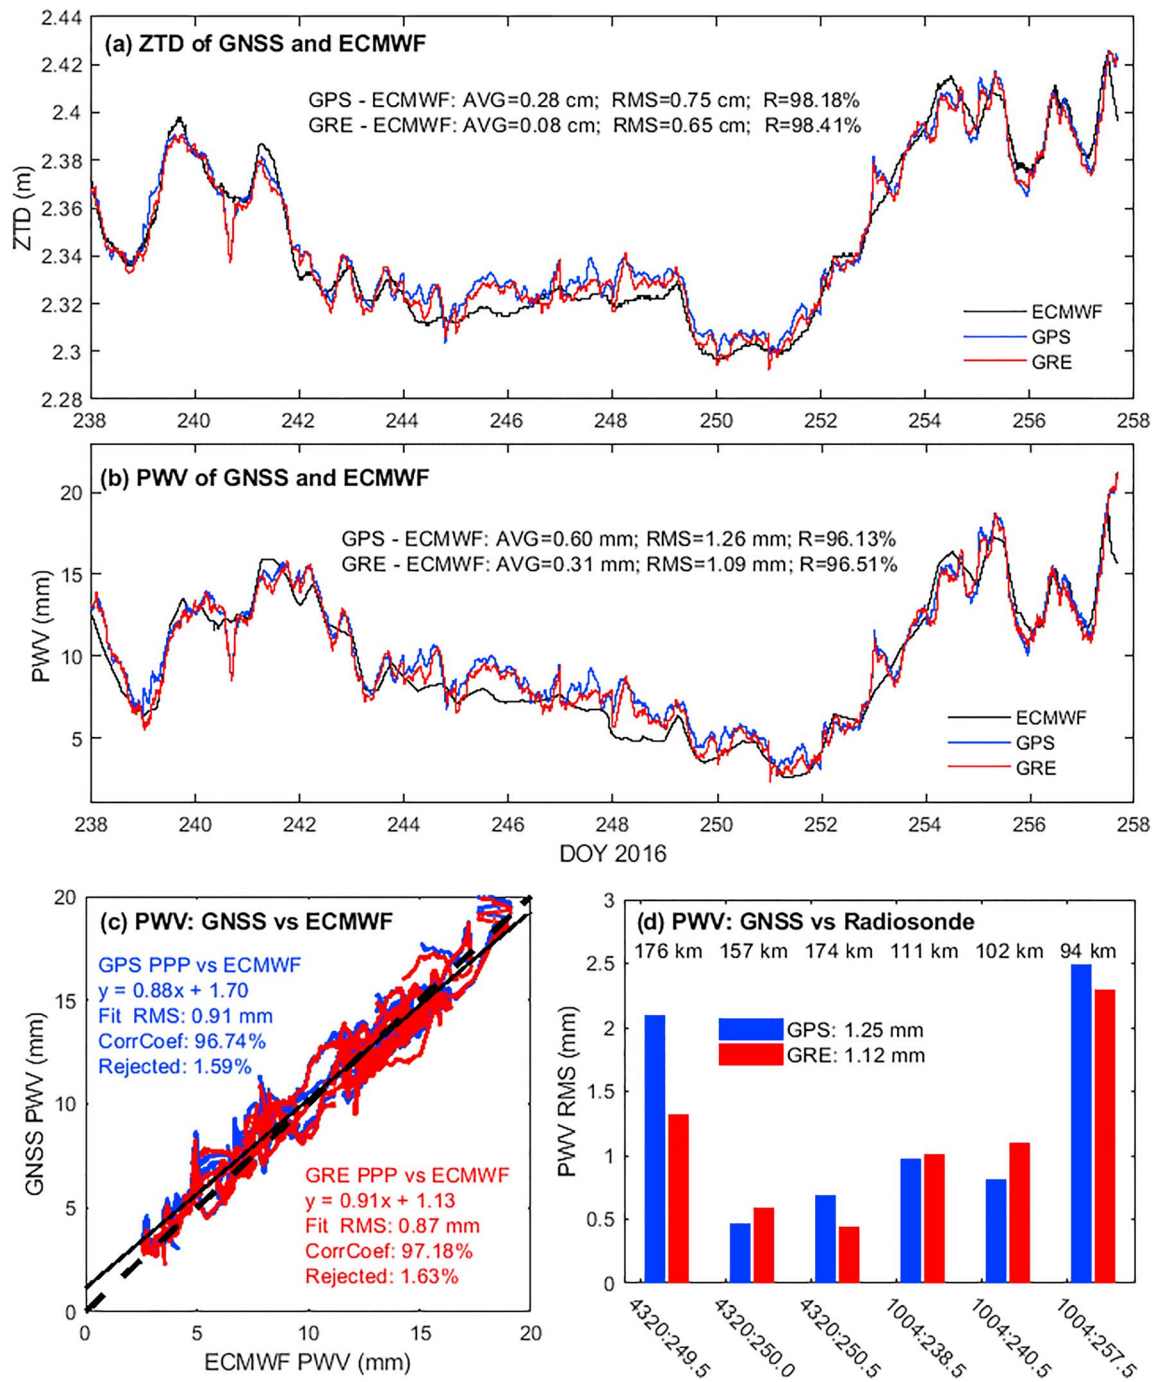 (a) ZTD of GNSS and ECMWF
GPS - ECMWF: AVG=0.28 cm; RMS=0.75 cm; R=98.18%
GRE - ECMWF: AVG=0.08 cm; RMS=0.65 cm; R=98.41%
ZTD (m)
2.44
2.42
2.4
2.38
2.36
2.34
2.32
2.3
2.28
ECMWF
GPS
GRE
238 240 242 244 246 248 250 252 254 256 258
(b) PWV of GNSS and ECMWF
GPS - ECMWF: AVG=0.60 mm; RMS=1.26 mm; R=96.13%
GRE - ECMWF: AVG=0.31 mm; RMS=1.09 mm; R=96.51%
PWV (mm)
20
15
10
5
ECMWF
GPS
GRE
238 240 242 244 246 248 250 252 254 256 258
DOY 2016
(c) PWV: GNSS vs ECMWF
GPS PPP vs ECMWF
y = 0.88x + 1.70
Fit RMS: 0.91 mm
CorrCoef: 96.74%
Rejected: 1.59%
GRE PPP vs ECMWF
y = 0.91x + 1.13
Fit RMS: 0.87 mm
CorrCoef: 97.18%
Rejected: 1.63%
GNSS PWV (mm)
20
15
10
5
0
0 5 10 15 20
ECMWF PWV (mm)
(d) PWV: GNSS vs Radiosonde
176 km 157 km 174 km 111 km 102 km 94 km
GPS: 1.25 mm
GRE: 1.12 mm
PWV RMS (mm)
3
2.5
2
1.5
1
0.5
0
4320:249.5
4320:250.0
4320:250.5
1004:238.5
1004:240.5
1004:257.5